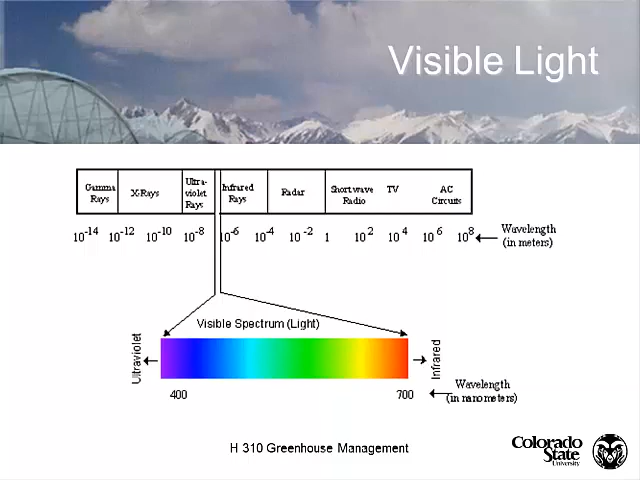 Visible Light
Gamma
Rays
X-Rays
Ultra-
violet
Rays
Infrared
Rays
Radar
Short wave
Radio
TV
AC
Circuits
10-14 10-12 10-10 10-8 10-6 10-4 10-2 1 102 104 106 108
Wavelength
(in meters)
Visible Spectrum (Light)
Ultraviolet
Infrared
400 700
Wavelength
(in nanometers)
H 310 Greenhouse Management
Colorado
State
University